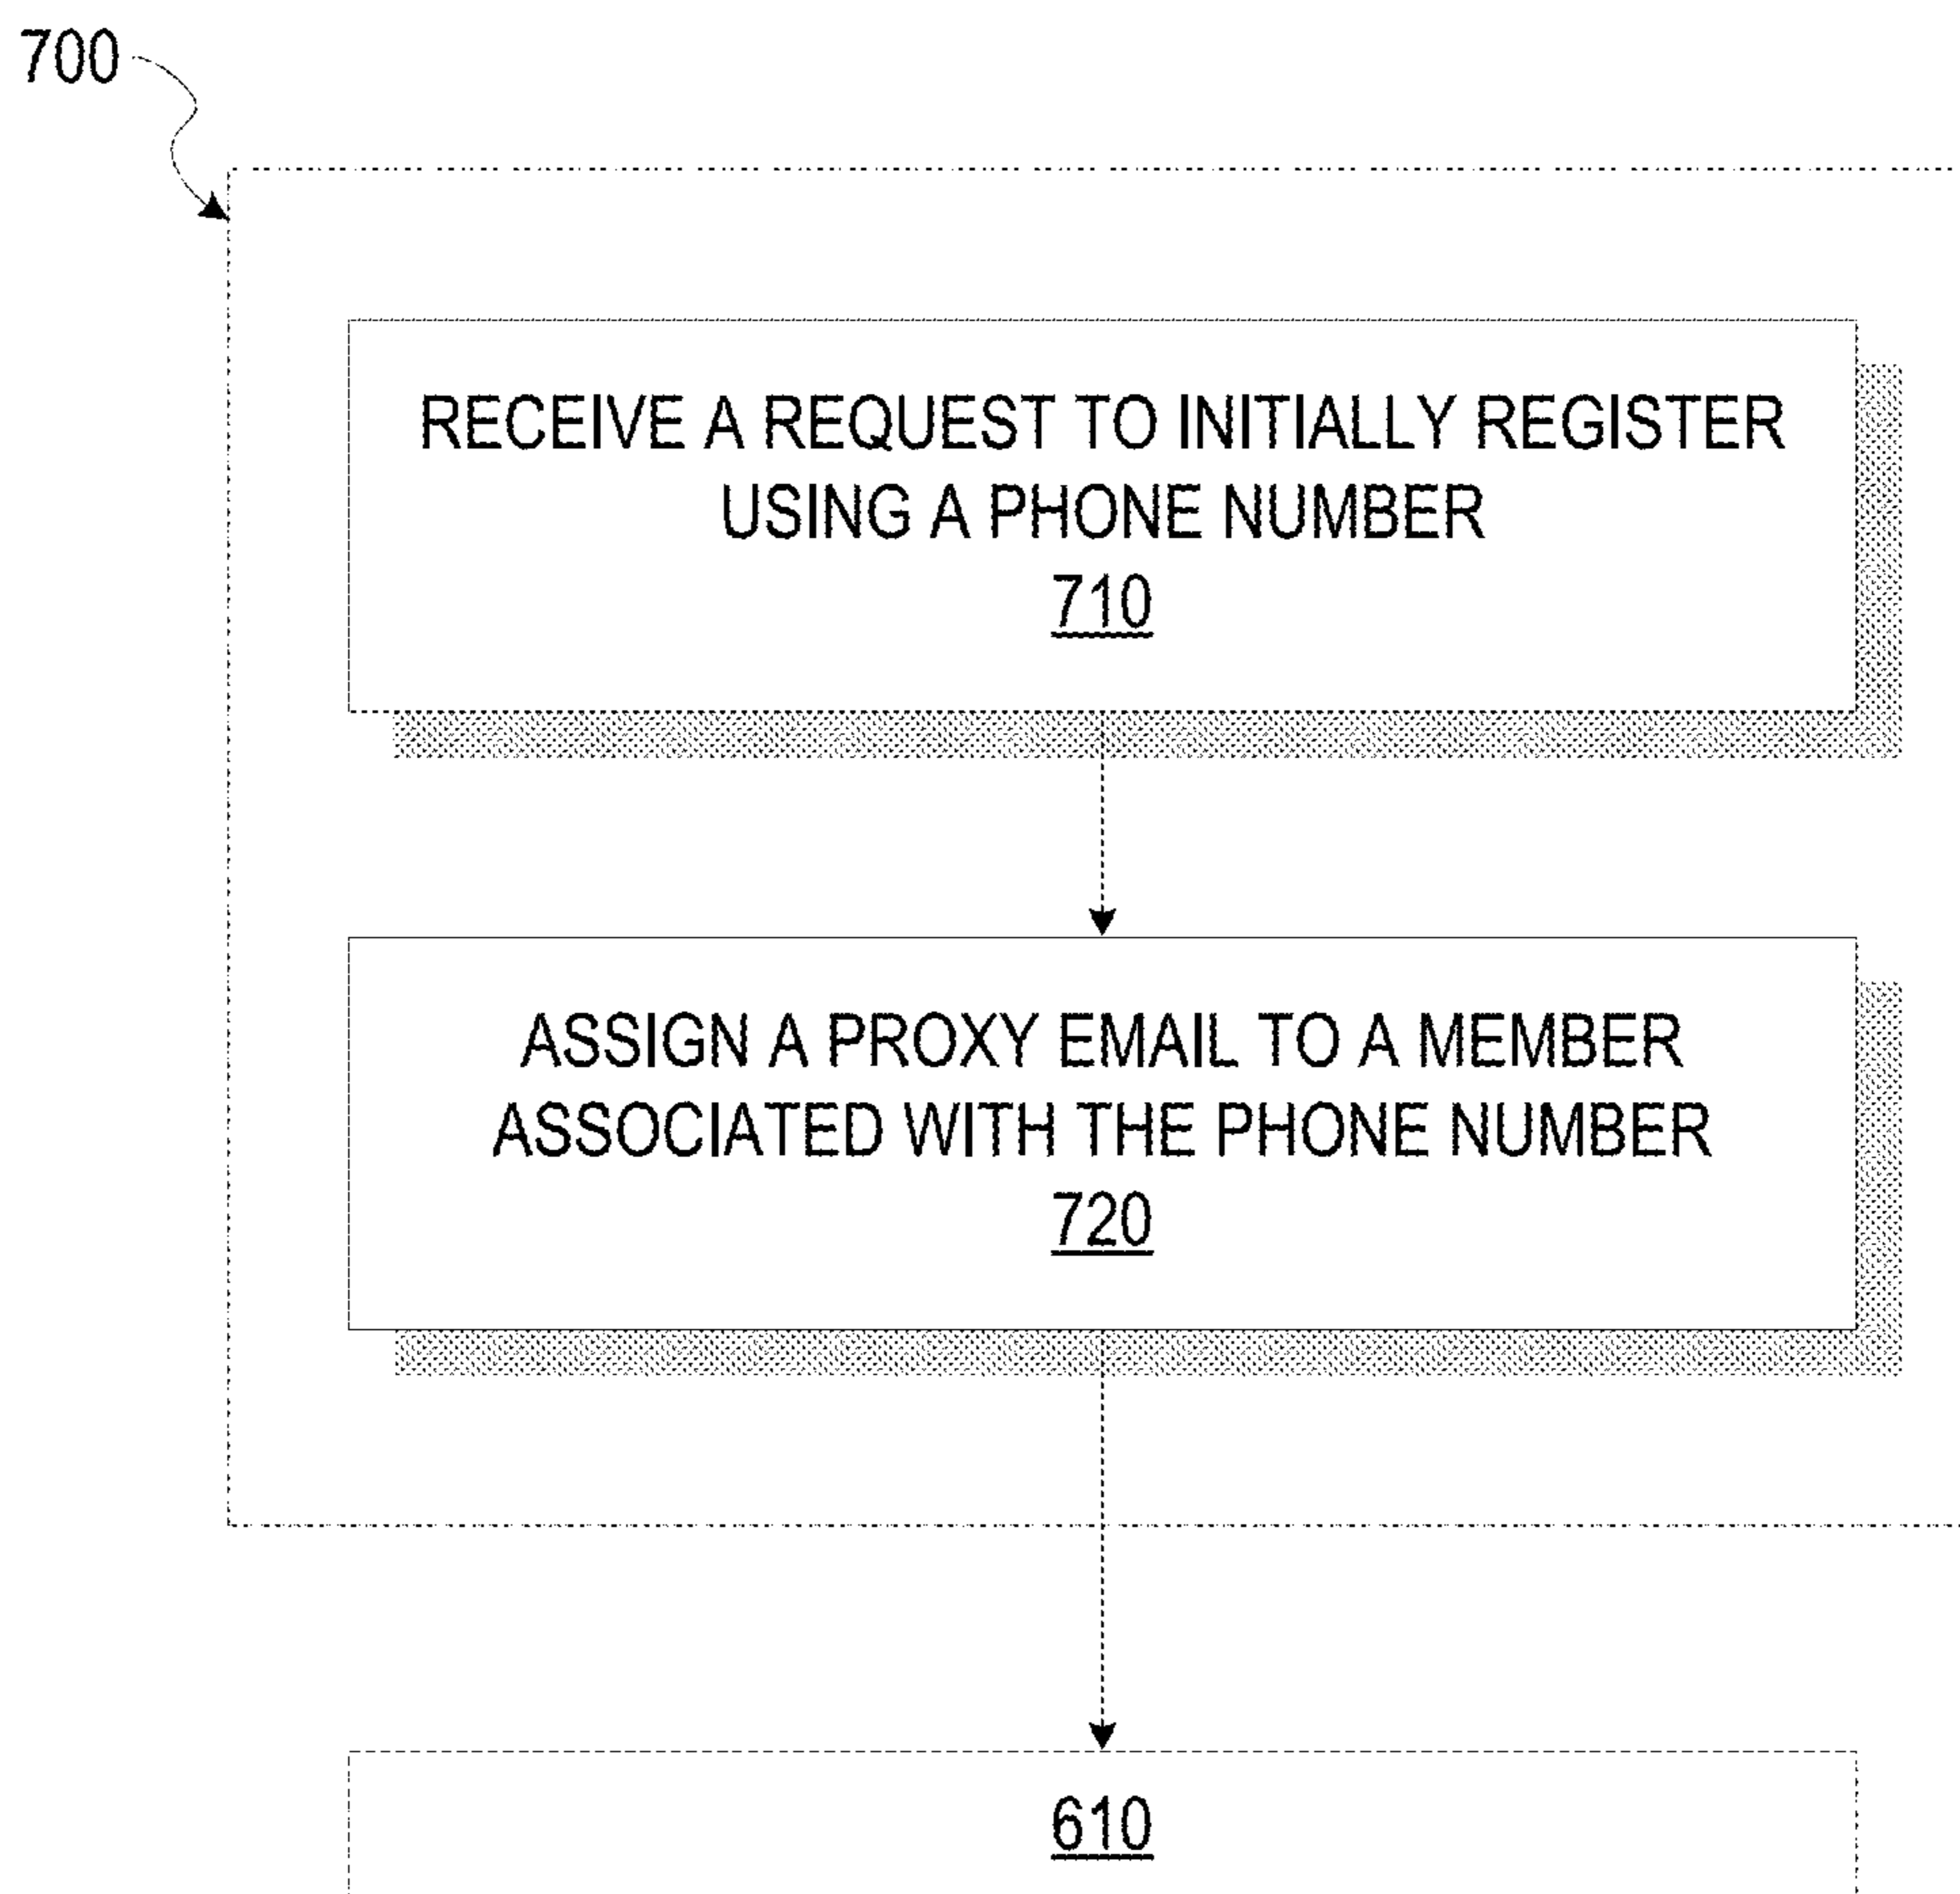 700
RECEIVE A REQUEST TO INITIALLY REGISTER
USING A PHONE NUMBER
710
ASSIGN A PROXY EMAIL TO A MEMBER
ASSOCIATED WITH THE PHONE NUMBER
720
610